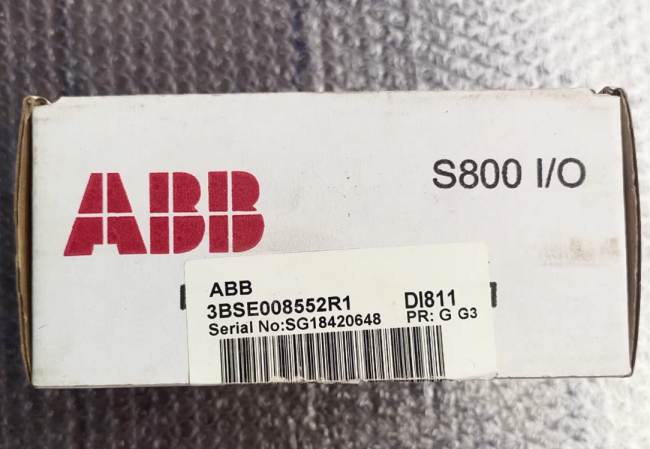 ABB
S800 I/O
ABB
3BSE008552R1 DI811
Serial No:SG18420648 PR: G G3